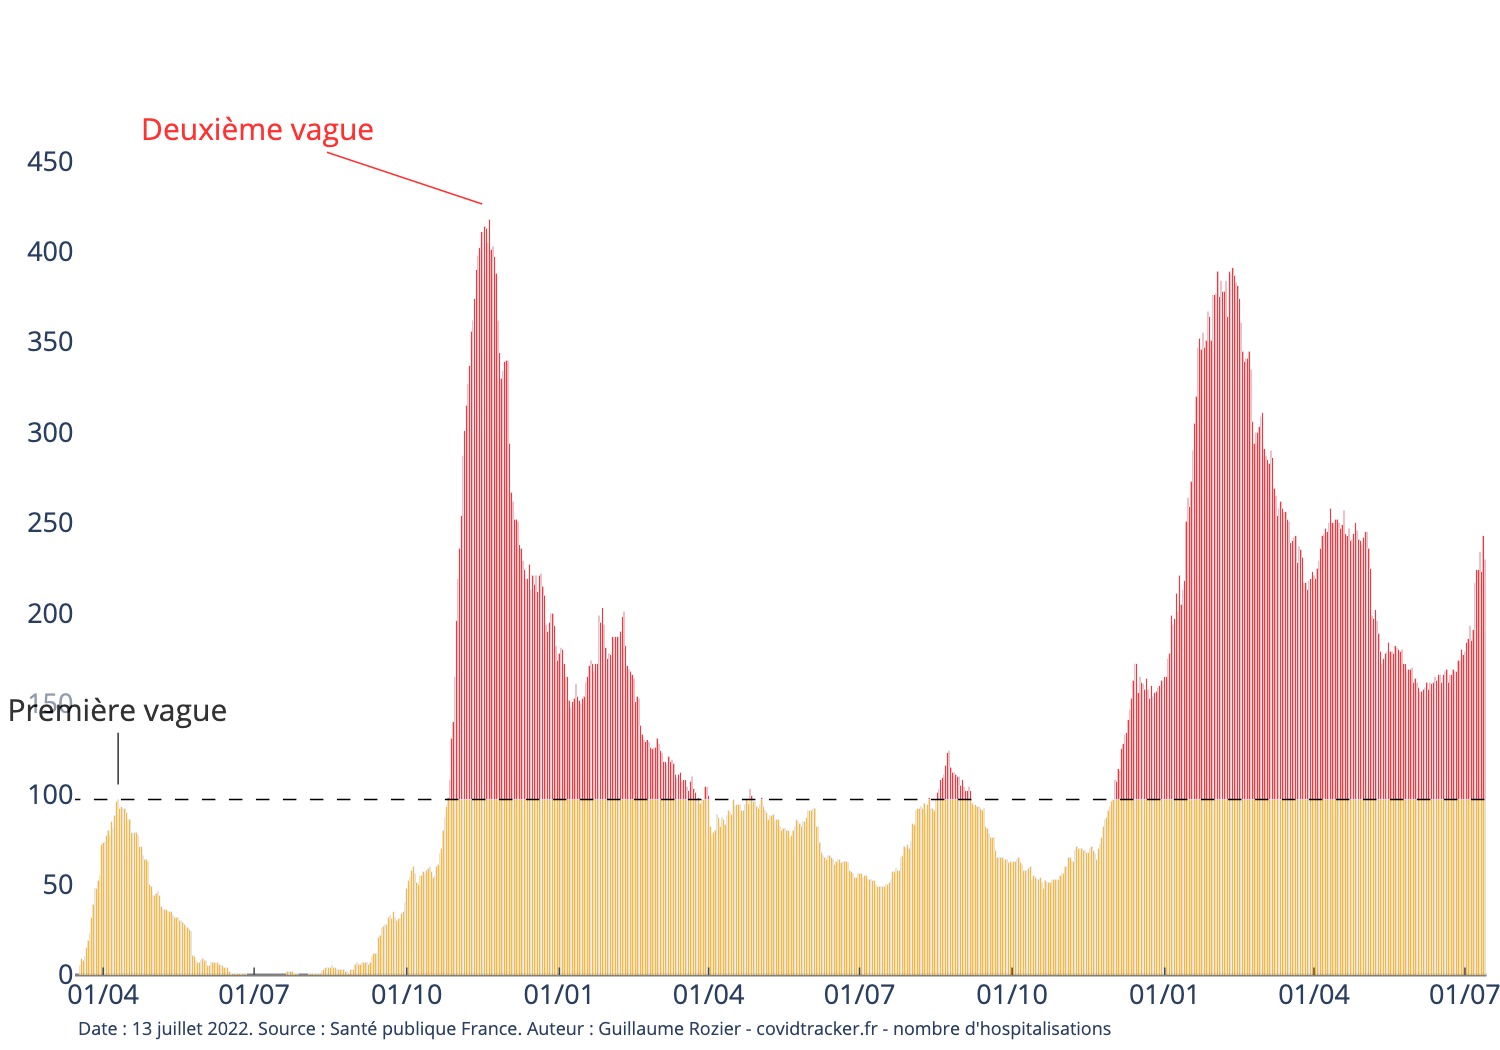 Deuxième vague
450
400
350
300
250
200
150
Première vague
100
50
0
01/04 01/07 01/10 01/01 01/04 01/07 01/10 01/01 01/04 01/07
Date : 13 juillet 2022. Source : Santé publique France. Auteur : Guillaume Rozier - covidtracker.fr - nombre d'hospitalisations